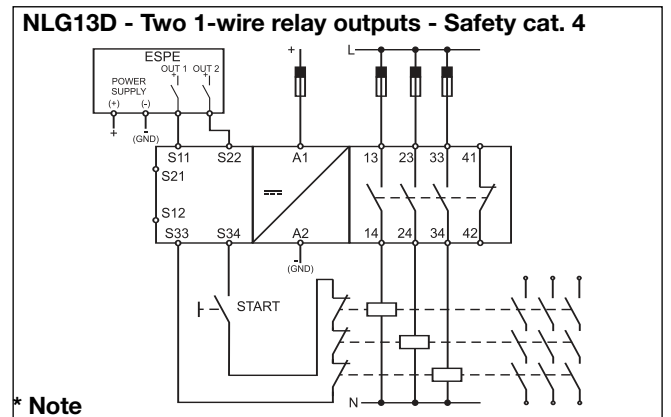 NLG13D - Two 1-wire relay outputs - Safety cat. 4
ESPE
OUT 1 OUT 2
+ +
POWER
SUPPLY
(+) (-)
+ -
(GND)
+
L
S11 S22 A1 13 23 33 41
S21
S12
S33 S34 A2 14 24 34 42
-
(GND)
START
N
* Note